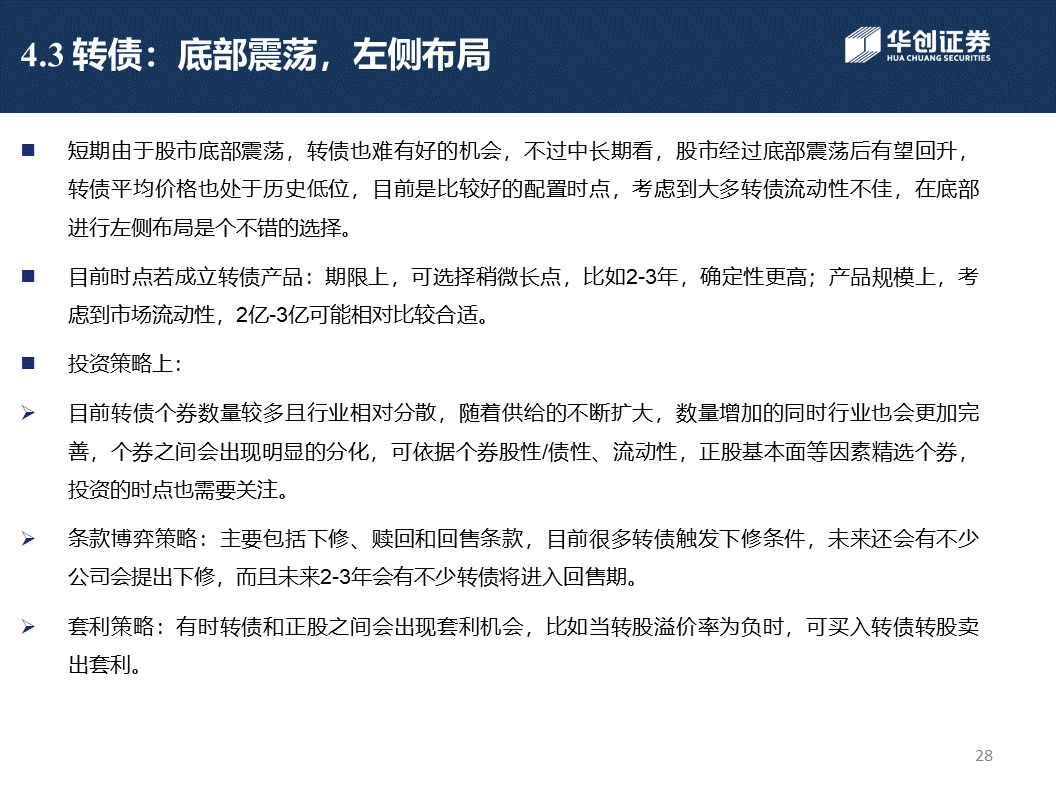 4.3 转债：底部震荡，左侧布局
华创证券
HUA CHUANG SECURITIES
短期由于股市底部震荡，转债也难有好的机会，不过中长期看，股市经过底部震荡后有望回升，
转债平均价格也处于历史低位，目前是比较好的配置时点，考虑到大多转债流动性不佳，在底部
进行左侧布局是个不错的选择。
目前时点若成立转债产品：期限上，可选择稍微长点，比如2-3年，确定性更高；产品规模上，考
虑到市场流动性，2亿-3亿可能相对比较合适。
投资策略上：
目前转债个券数量较多且行业相对分散，随着供给的不断扩大，数量增加的同时行业也会更加完
善，个券之间会出现明显的分化，可依据个券股性/债性、流动性，正股基本面等因素精选个券，
投资的时点也需要关注。
条款博弈策略：主要包括下修、赎回和回售条款，目前很多转债触发下修条件，未来还会有不少
公司会提出下修，而且未来2-3年会有不少转债将进入回售期。
套利策略：有时转债和正股之间会出现套利机会，比如当转股溢价率为负时，可买入转债转股卖
出套利。
28